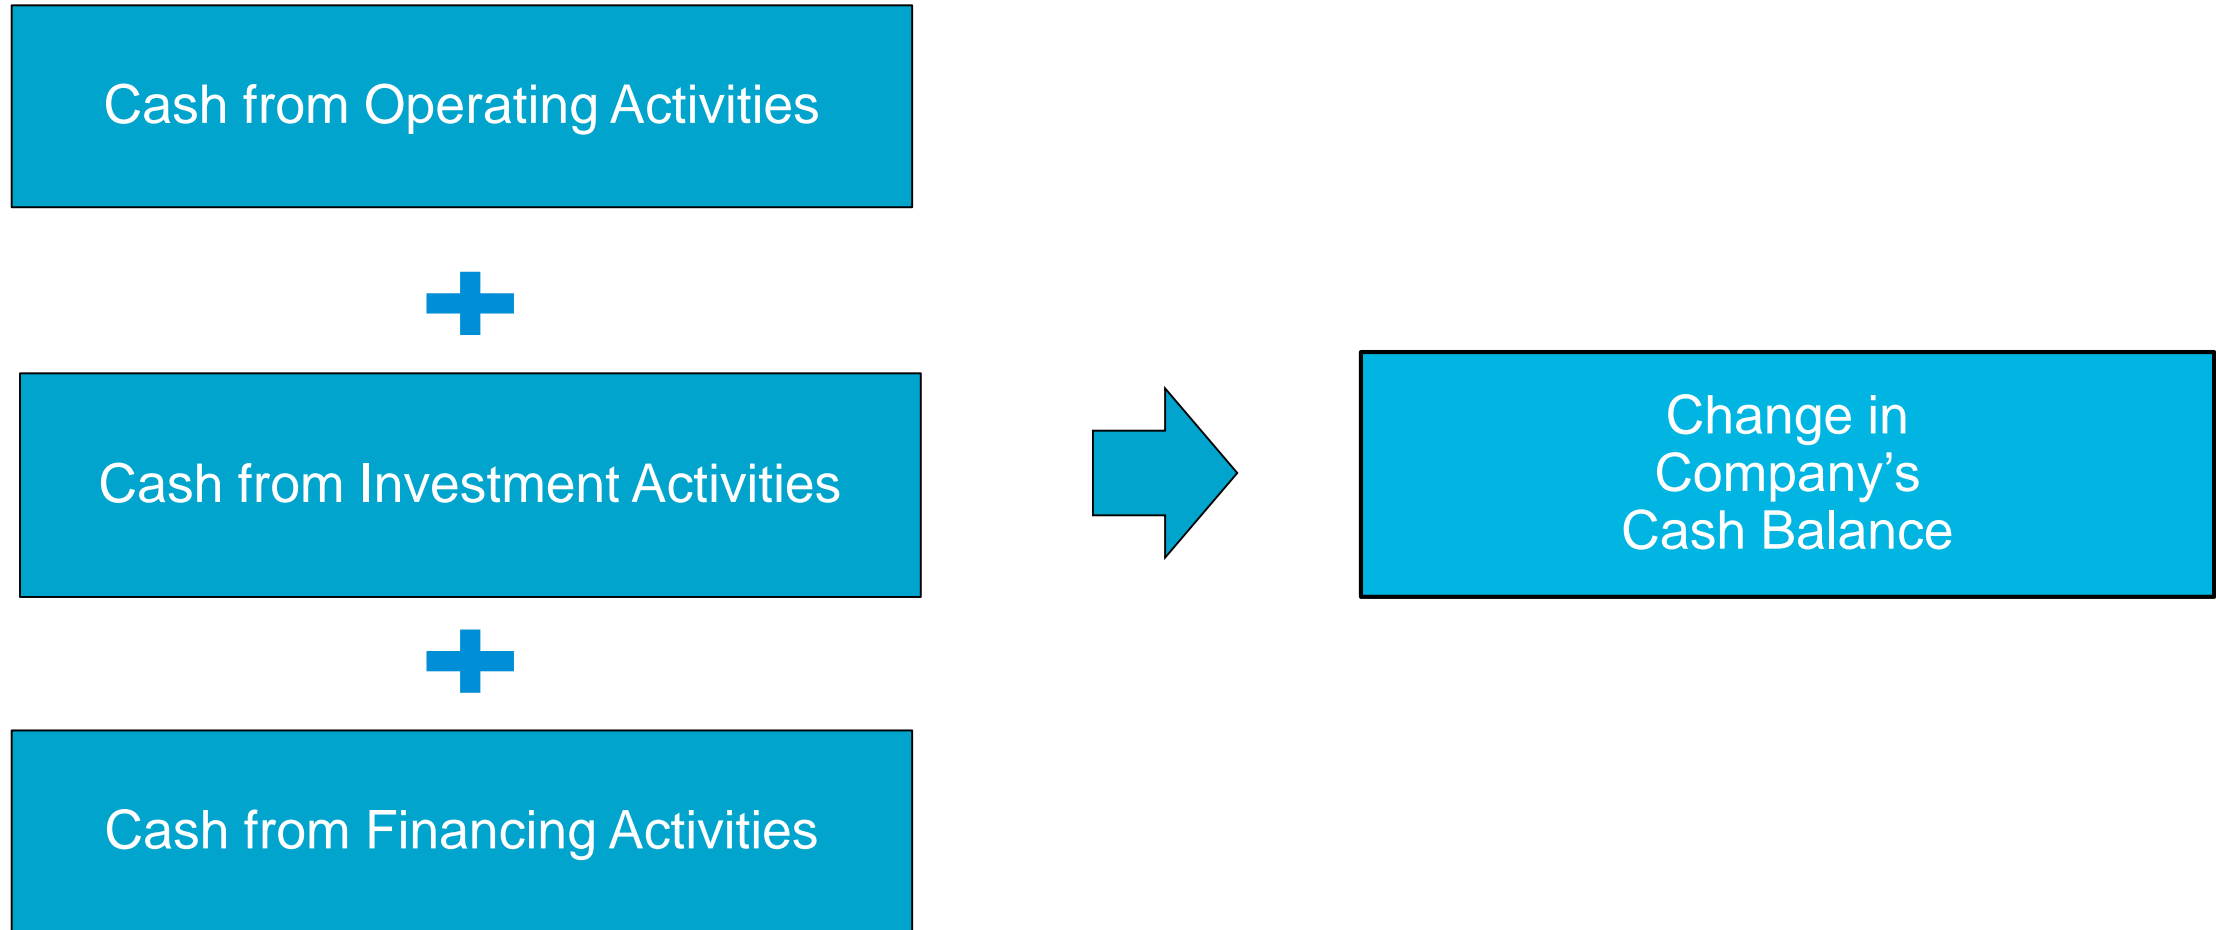 Cash from Operating Activities
Cash from Investment Activities
Cash from Financing Activities
Change in
Company’s
Cash Balance